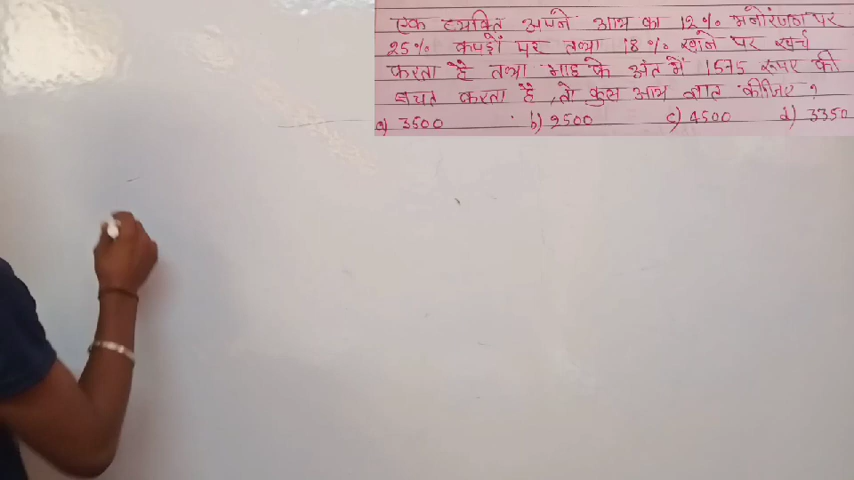 एक व्यक्ति अपने आय का 12% मनोरंजन पर
25% कपड़ों पर तथा 18% खाने पर खर्च
करता है तथा माह के अंत में 1575 रूपए की
बचत करता है, तो कुल आय ज्ञात कीजिए ?
a) 3500 b) 2500 c) 4500 d) 3350